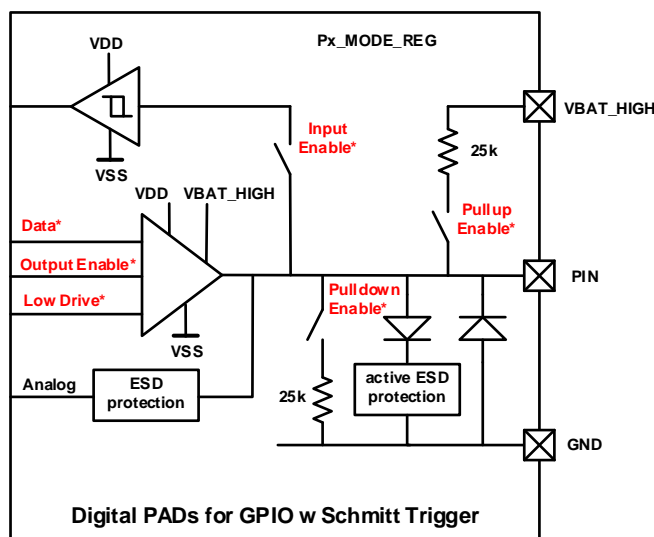 Px_MODE_REG
VDD
VSS
Input
Enable*
VBAT_HIGH
25k
Pullup
Enable*
VDD
VBAT_HIGH
Data*
Output Enable*
Low Drive*
VSS
PIN
Pulldown
Enable*
Analog
ESD
protection
25k
active ESD
protection
GND
Digital PADs for GPIO w Schmitt Trigger